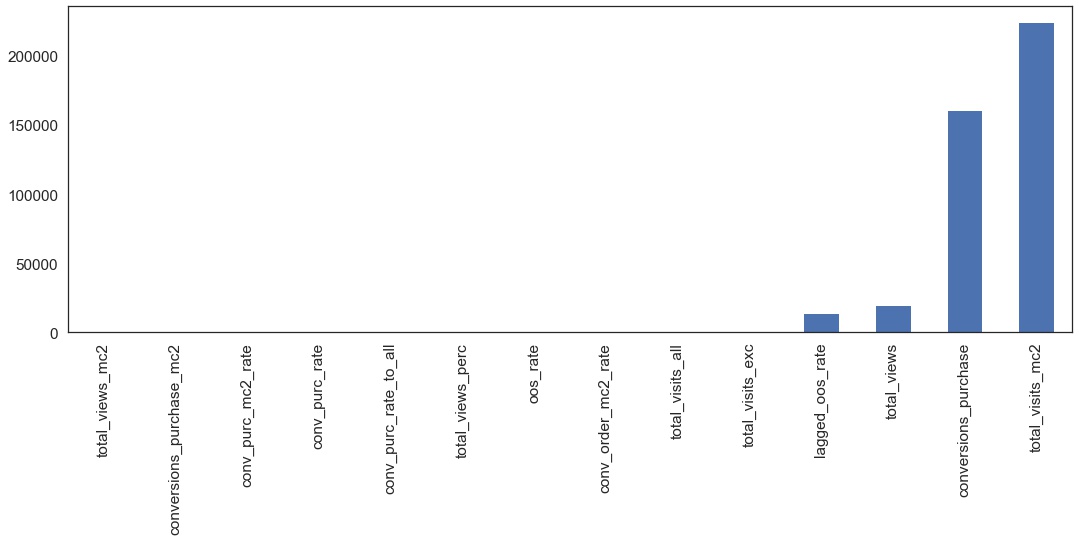 200000
150000
100000
50000
0
total_views_mc2
conversions_purchase_mc2
conv_purc_mc2_rate
conv_purc_rate
conv_purc_rate_to_all
total_views_perc
oos_rate
conv_order_mc2_rate
total_visits_all
total_visits_exc
lagged_oos_rate
total_views
conversions_purchase
total_visits_mc2